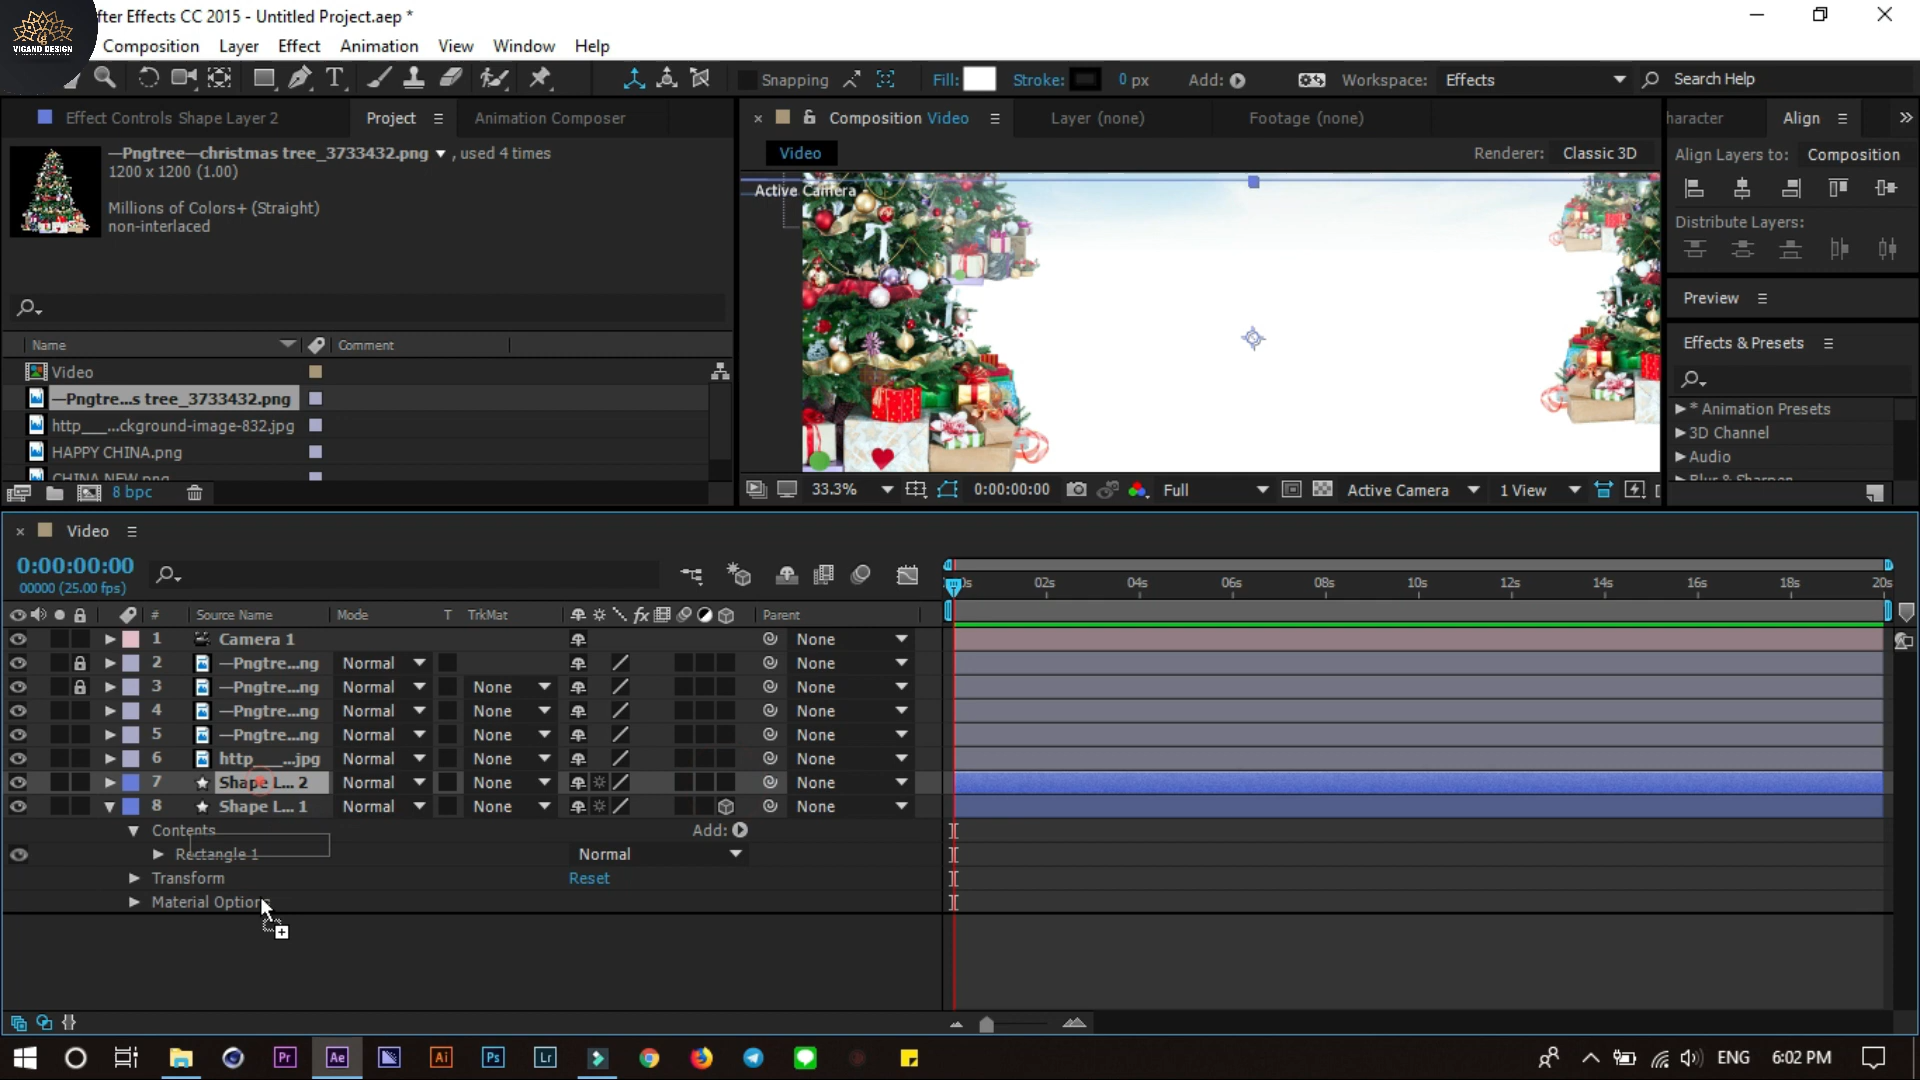 VIGAND DESIGN
fter Effects CC 2015 - Untitled Project.aep *
Composition Layer Effect Animation View Window Help
Snapping Fill: Stroke: 0 px Add: Workspace: Effects Search Help
Effect Controls Shape Layer 2 Project Animation Composer
Composition Video Layer (none) Footage (none)
haracter Align
—Pngtree—christmas tree_3733432.png , used 4 times
1200 x 1200 (1.00)
Millions of Colors+ (Straight)
non-interlaced
Video Renderer: Classic 3D
Active Camera
Align Layers to: Composition
Distribute Layers:
Preview
Effects & Presets
* Animation Presets
3D Channel
Audio
Blur & Sharpen
Name Comment
Video
—Pngtre...s tree_3733432.png
http___...ckground-image-832.jpg
HAPPY CHINA.png
CHINA NEW.png
8 bpc
33.3% 0:00:00:00 Full Active Camera 1 View
Video
0:00:00:00
00000 (25.00 fps)
02s 04s 06s 08s 10s 12s 14s 16s 18s 20s
# Source Name Mode T TrkMat fx Parent
1 Camera 1 None
2 —Pngtre...ng Normal None
3 —Pngtre...ng Normal None None
4 —Pngtre...ng Normal None None
5 —Pngtre...ng Normal None None
6 http___...jpg Normal None None
7 Shape L... 2 Normal None None
8 Shape L... 1 Normal None None
Contents Add:
Rectangle 1 Normal
Transform Reset
Material Options
Pr Ae Ai Ps Lr ENG 6:02 PM